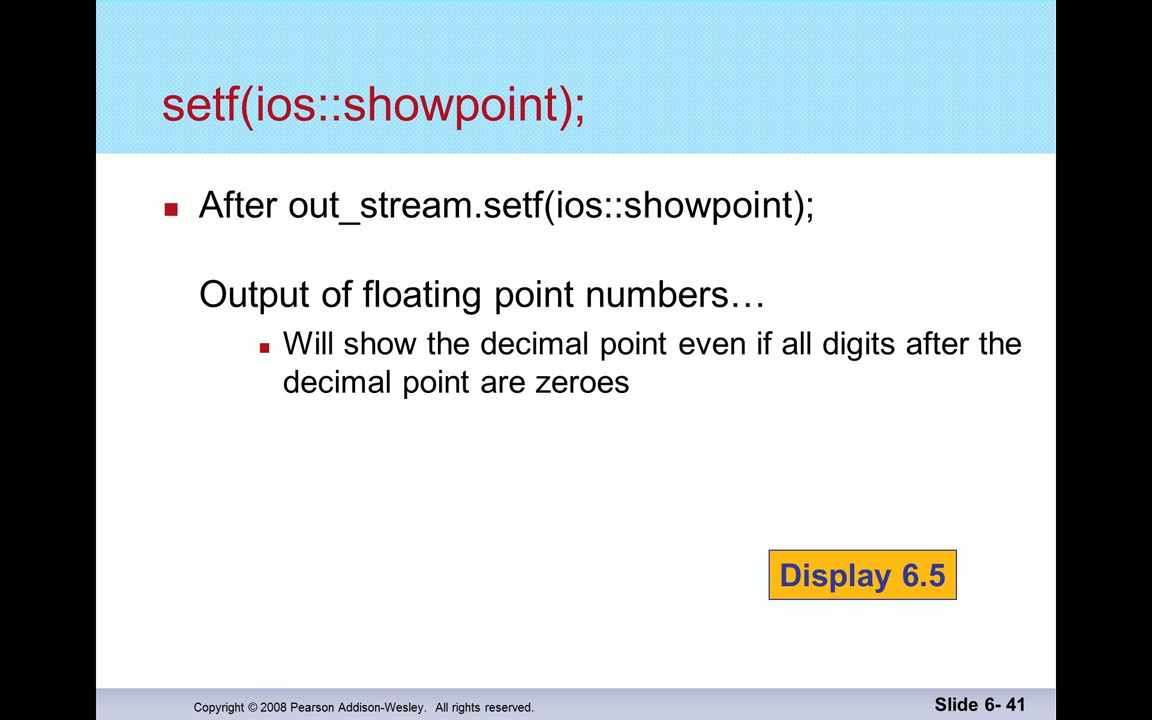 setf(ios::showpoint);
After out_stream.setf(ios::showpoint);
Output of floating point numbers…
Will show the decimal point even if all digits after the
decimal point are zeroes
Display 6.5
Copyright © 2008 Pearson Addison-Wesley. All rights reserved.
Slide 6- 41